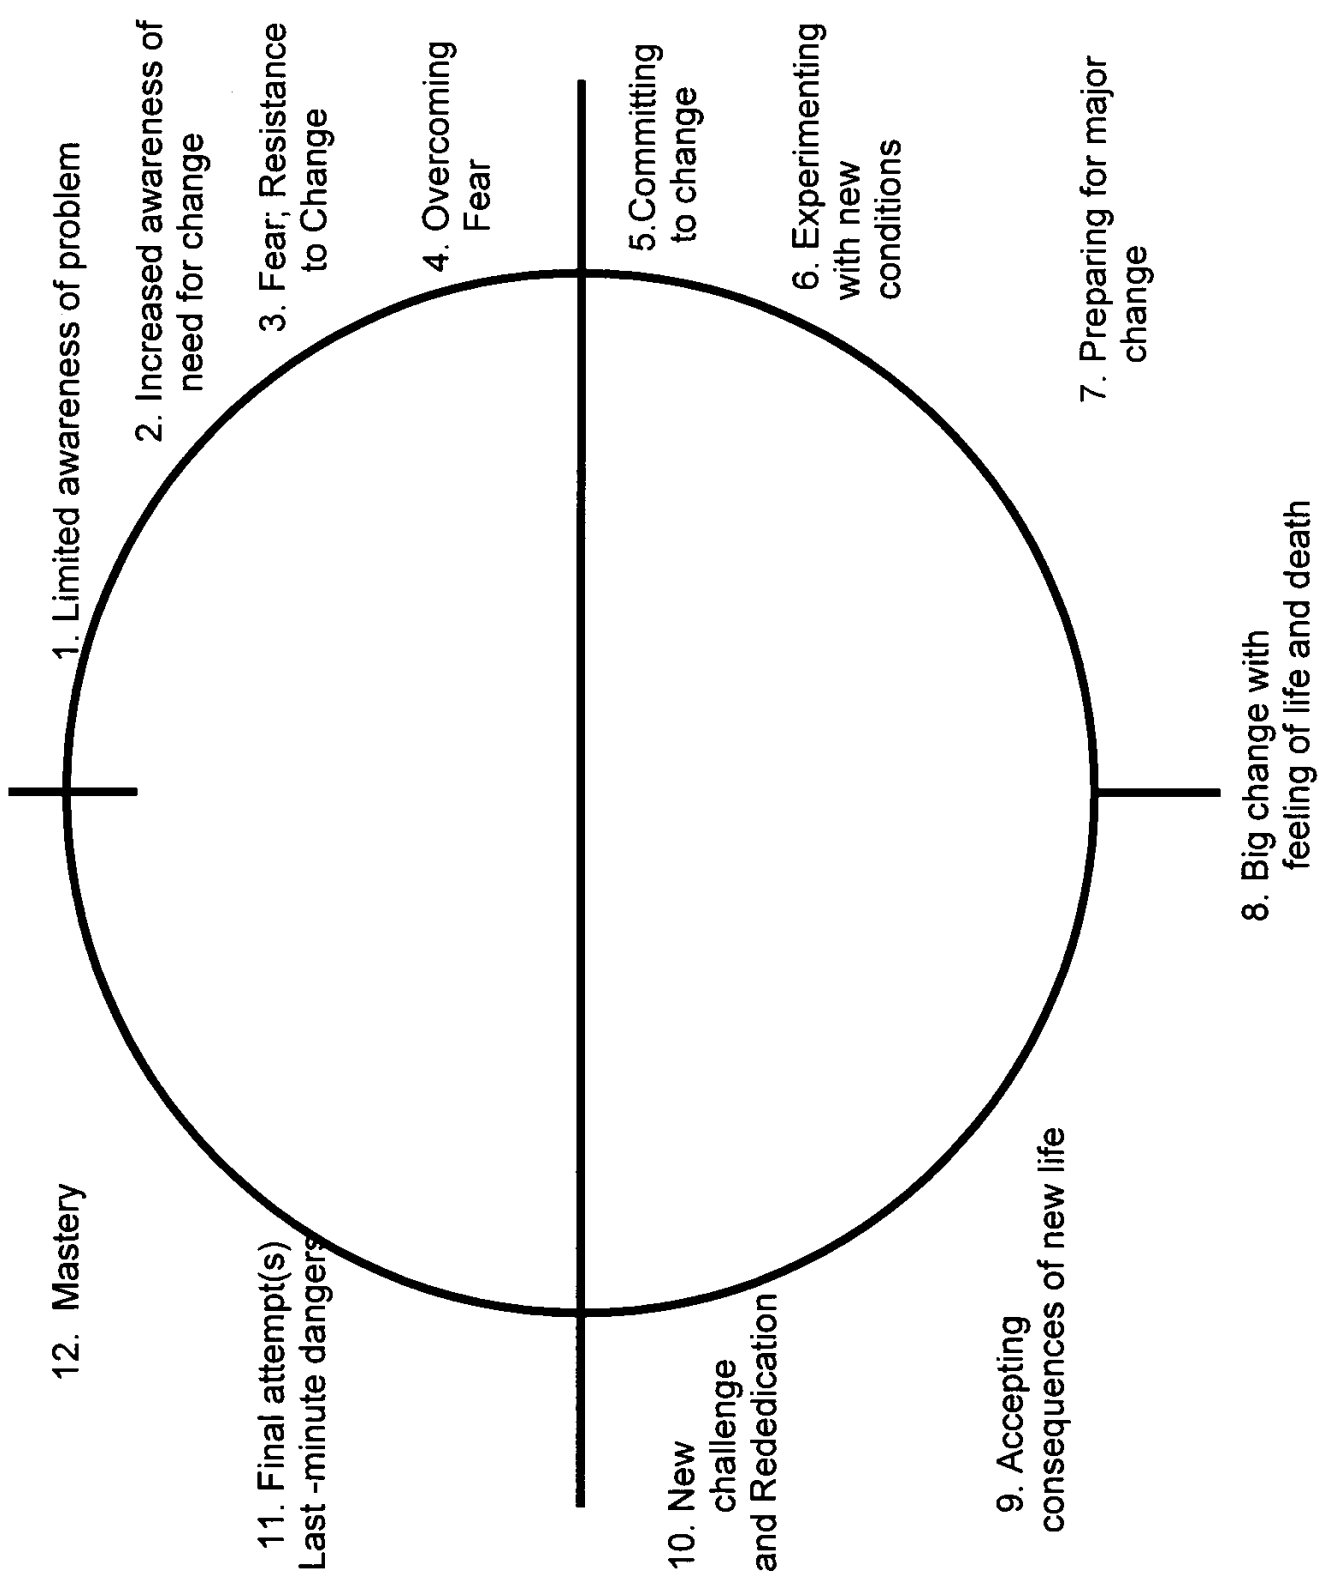 1. Limited awareness of problem
2. Increased awareness of
need for change
3. Fear; Resistance
to Change
4. Overcoming
Fear
5.Committing
to change
6. Experimenting
with new
conditions
7. Preparing for major
change
8. Big change with
feeling of life and death
9. Accepting
consequences of new life
10. New
challenge
and Rededication
11. Final attempt(s)
Last -minute dangers
12. Mastery